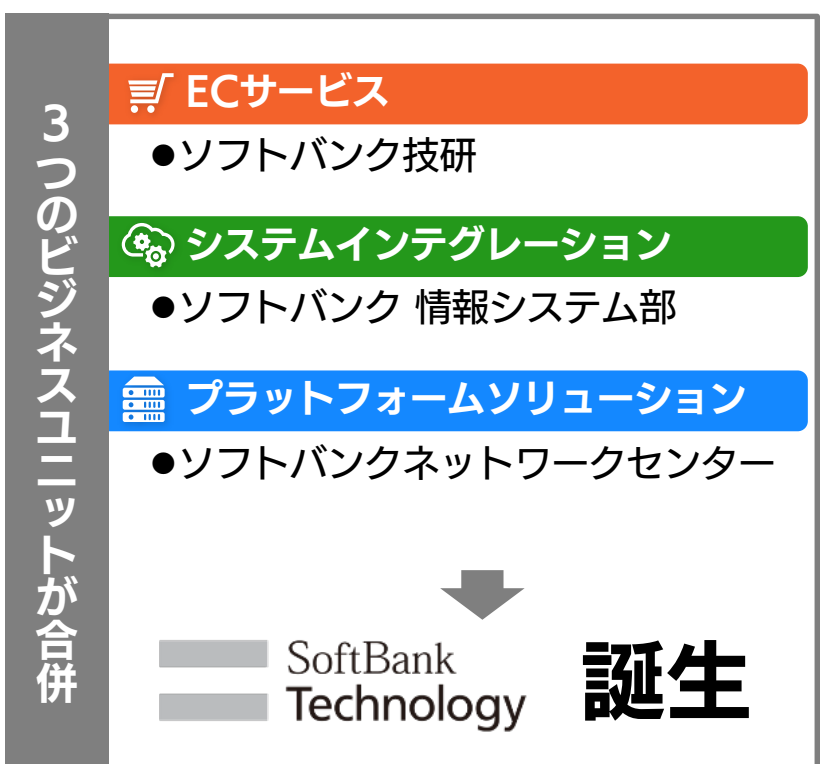 3つのビジネスユニットが合併
ECサービス
●ソフトバンク技研
システムインテグレーション
●ソフトバンク 情報システム部
プラットフォームソリューション
●ソフトバンクネットワークセンター
SoftBank
Technology
誕生